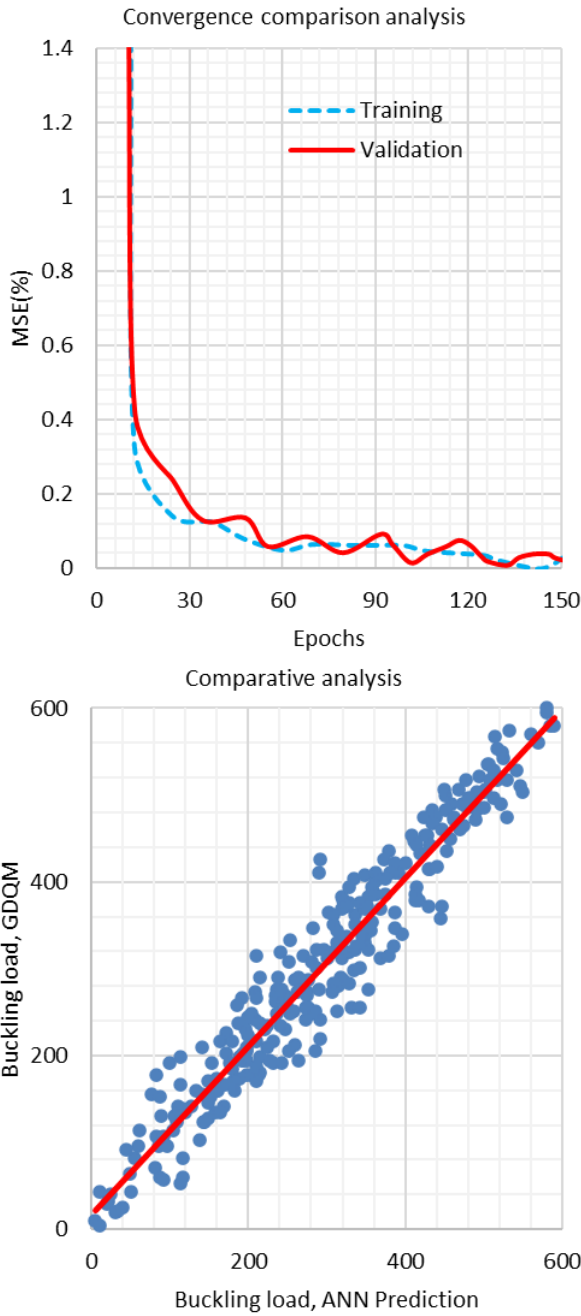 Convergence comparison analysis
1.4
1.2
1
0.8
0.6
0.4
0.2
0
MSE(%)
Training
Validation
0 30 60 90 120 150
Epochs
Comparative analysis
600
400
200
0
Buckling load, GDQM
0 200 400 600
Buckling load, ANN Prediction